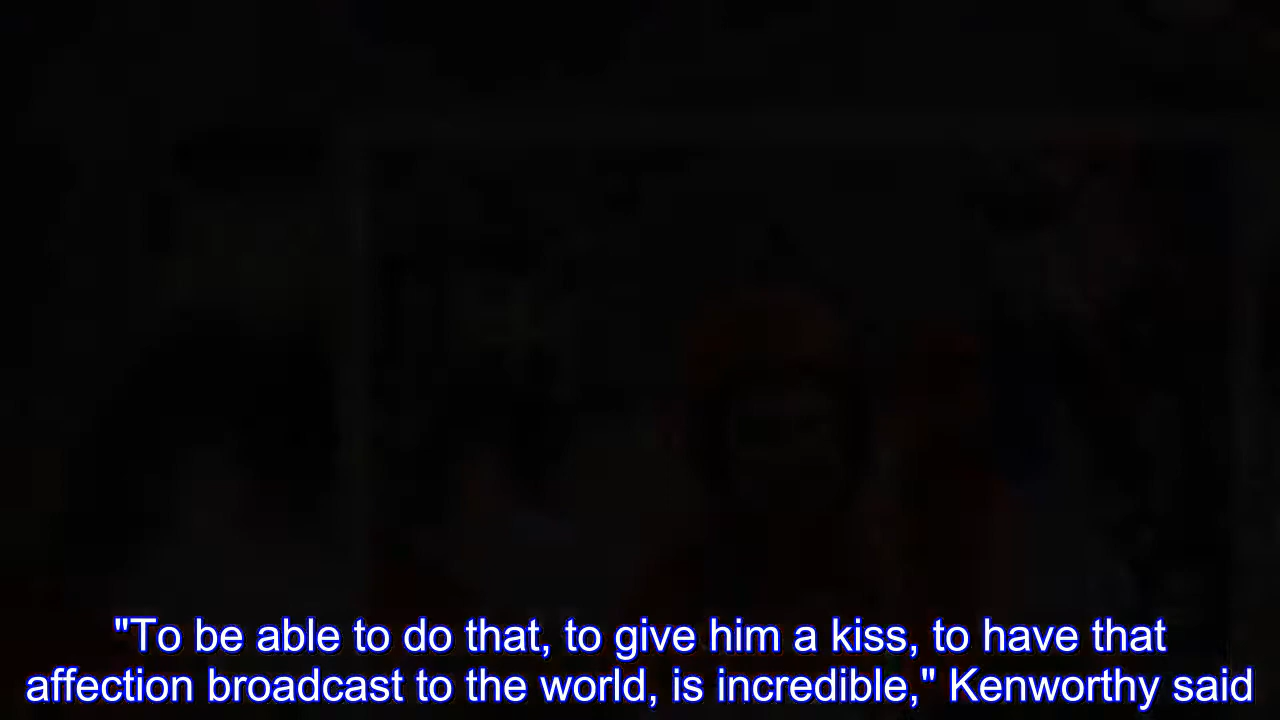 "To be able to do that, to give him a kiss, to have that
affection broadcast to the world, is incredible," Kenworthy said